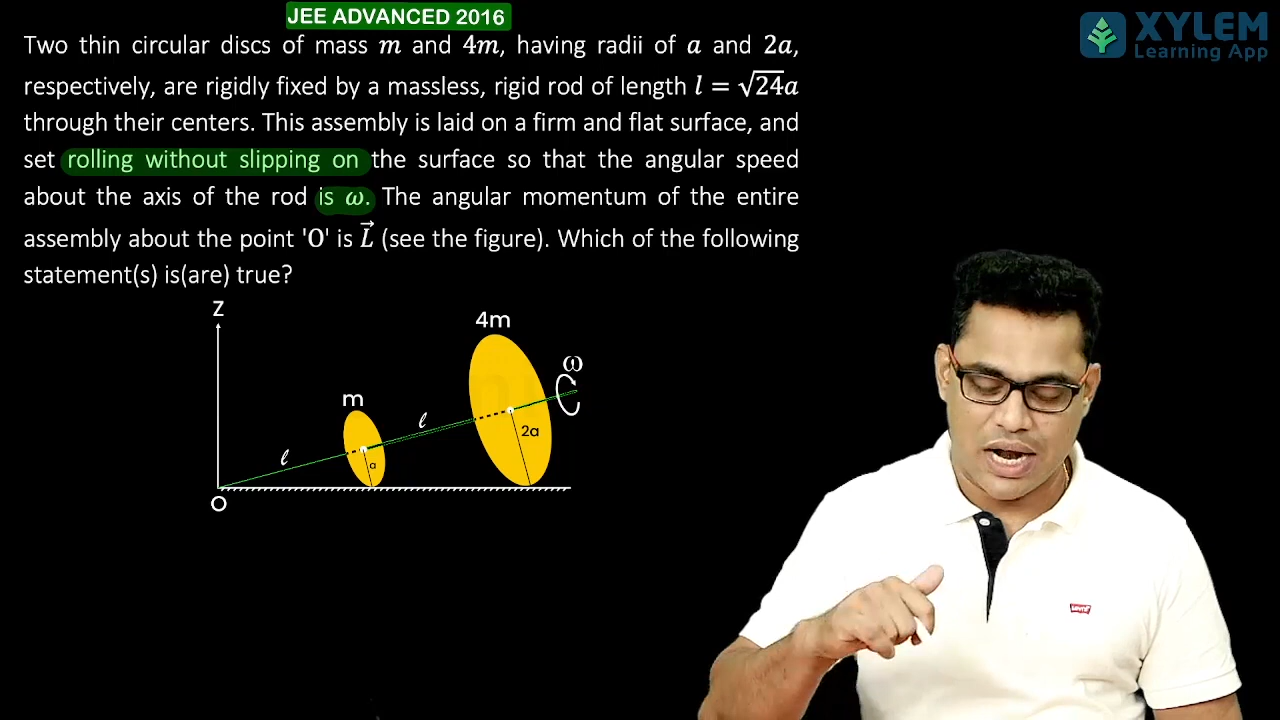 JEE ADVANCED 2016
XYLEM
Learning App
Two thin circular discs of mass m and 4m, having radii of a and 2a,
respectively, are rigidly fixed by a massless, rigid rod of length l = √24a
through their centers. This assembly is laid on a firm and flat surface, and
set rolling without slipping on the surface so that the angular speed
about the axis of the rod is ω. The angular momentum of the entire
assembly about the point 'O' is L⃗ (see the figure). Which of the following
statement(s) is(are) true?
Z
4m
ω
m
ℓ
2a
ℓ
a
O
Levi's